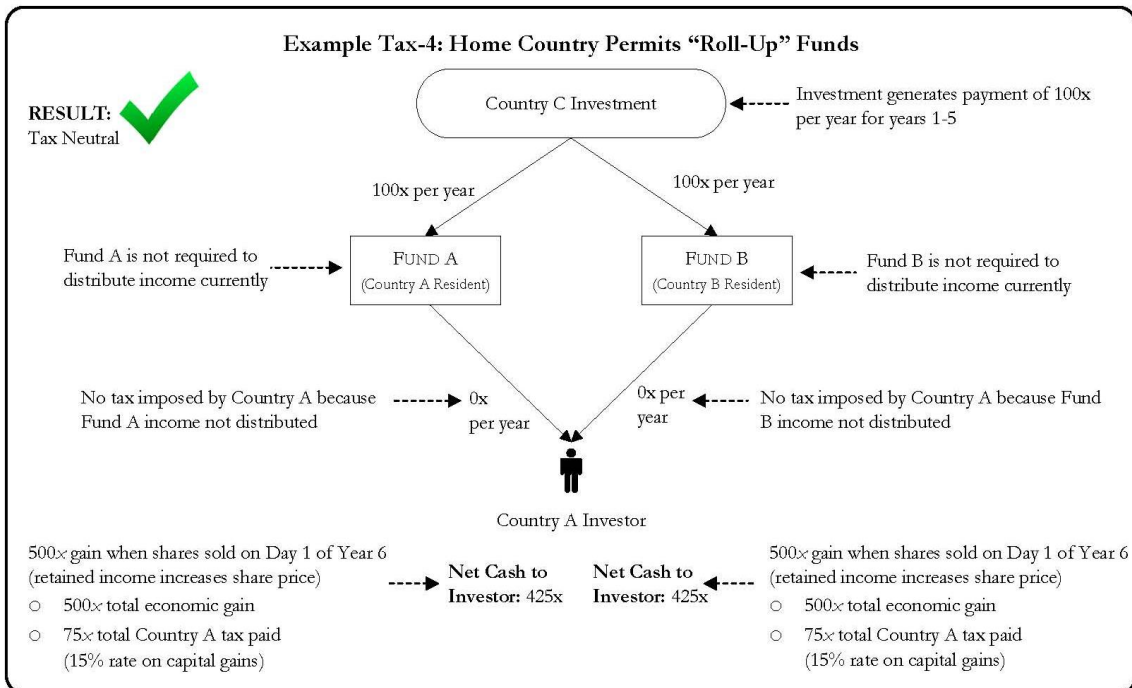 Example Tax-4: Home Country Permits “Roll-Up” Funds
RESULT:
Tax Neutral
Country C Investment
Investment generates payment of 100x
per year for years 1-5
100x per year
100x per year
Fund A is not required to
distribute income currently
FUND A
(Country A Resident)
FUND B
(Country B Resident)
Fund B is not required to
distribute income currently
No tax imposed by Country A because
Fund A income not distributed
0x
per year
0x per
year
No tax imposed by Country A because Fund
B income not distributed
Country A Investor
500x gain when shares sold on Day 1 of Year 6
(retained income increases share price)
○ 500x total economic gain
○ 75x total Country A tax paid
(15% rate on capital gains)
Net Cash to
Investor: 425x
Net Cash to
Investor: 425x
500x gain when shares sold on Day 1 of Year 6
(retained income increases share price)
○ 500x total economic gain
○ 75x total Country A tax paid
(15% rate on capital gains)